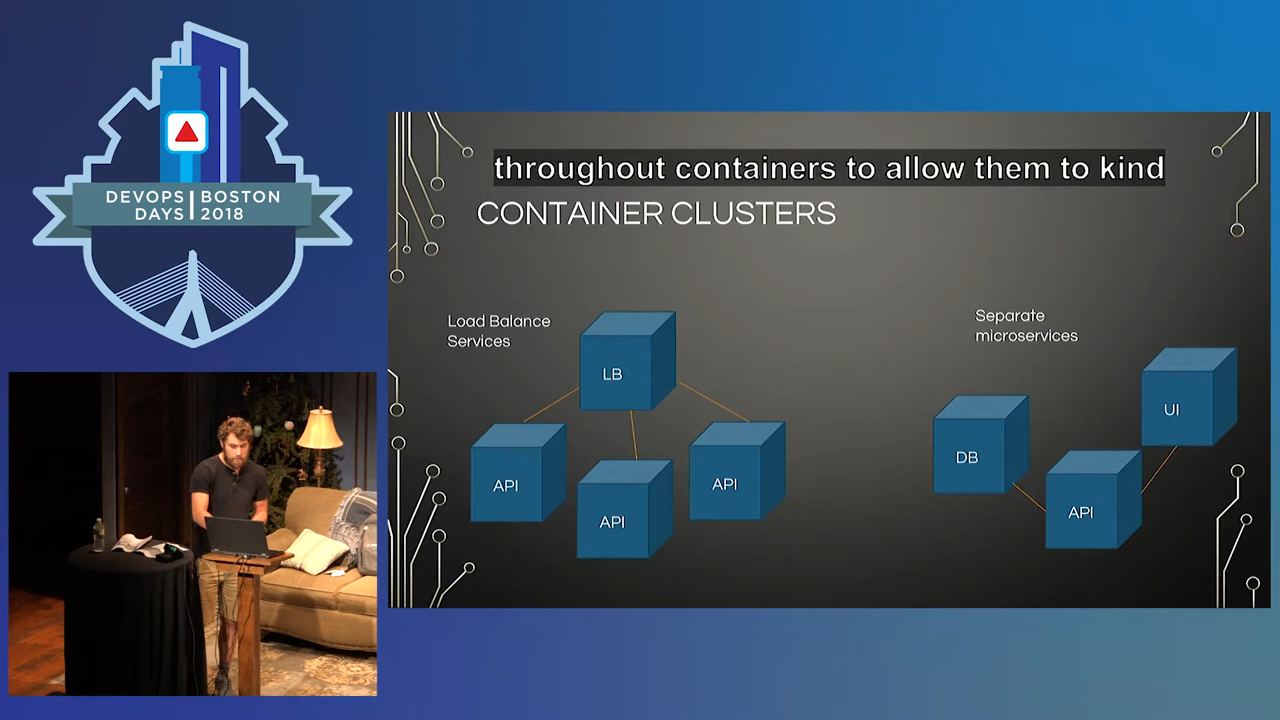 DEVOPS BOSTON
DAYS 2018
throughout containers to allow them to kind
CONTAINER CLUSTERS
Load Balance
Services
LB
API
API
API
Separate
microservices
UI
DB
API